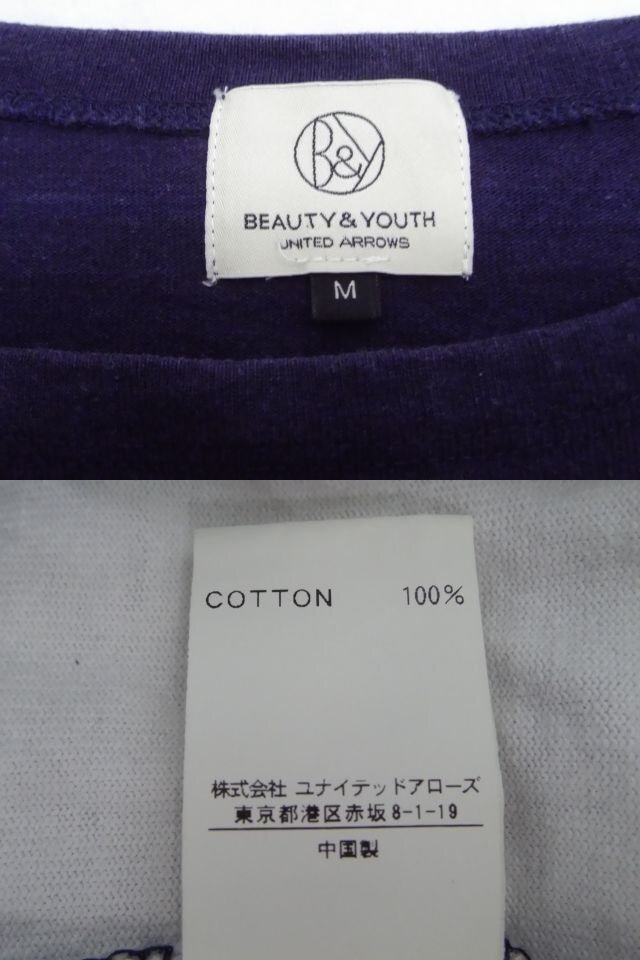 B&Y
BEAUTY & YOUTH
UNITED ARROWS
M
COTTON 100%
株式会社 ユナイテッドアローズ
東京都港区赤坂8-1-19
中国製